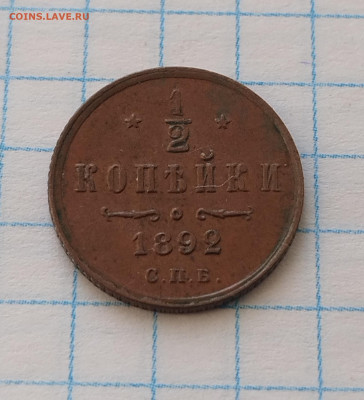 COINS.LAVE.RU
1
2
КОПѢЙКИ
1892
С.П.Б.